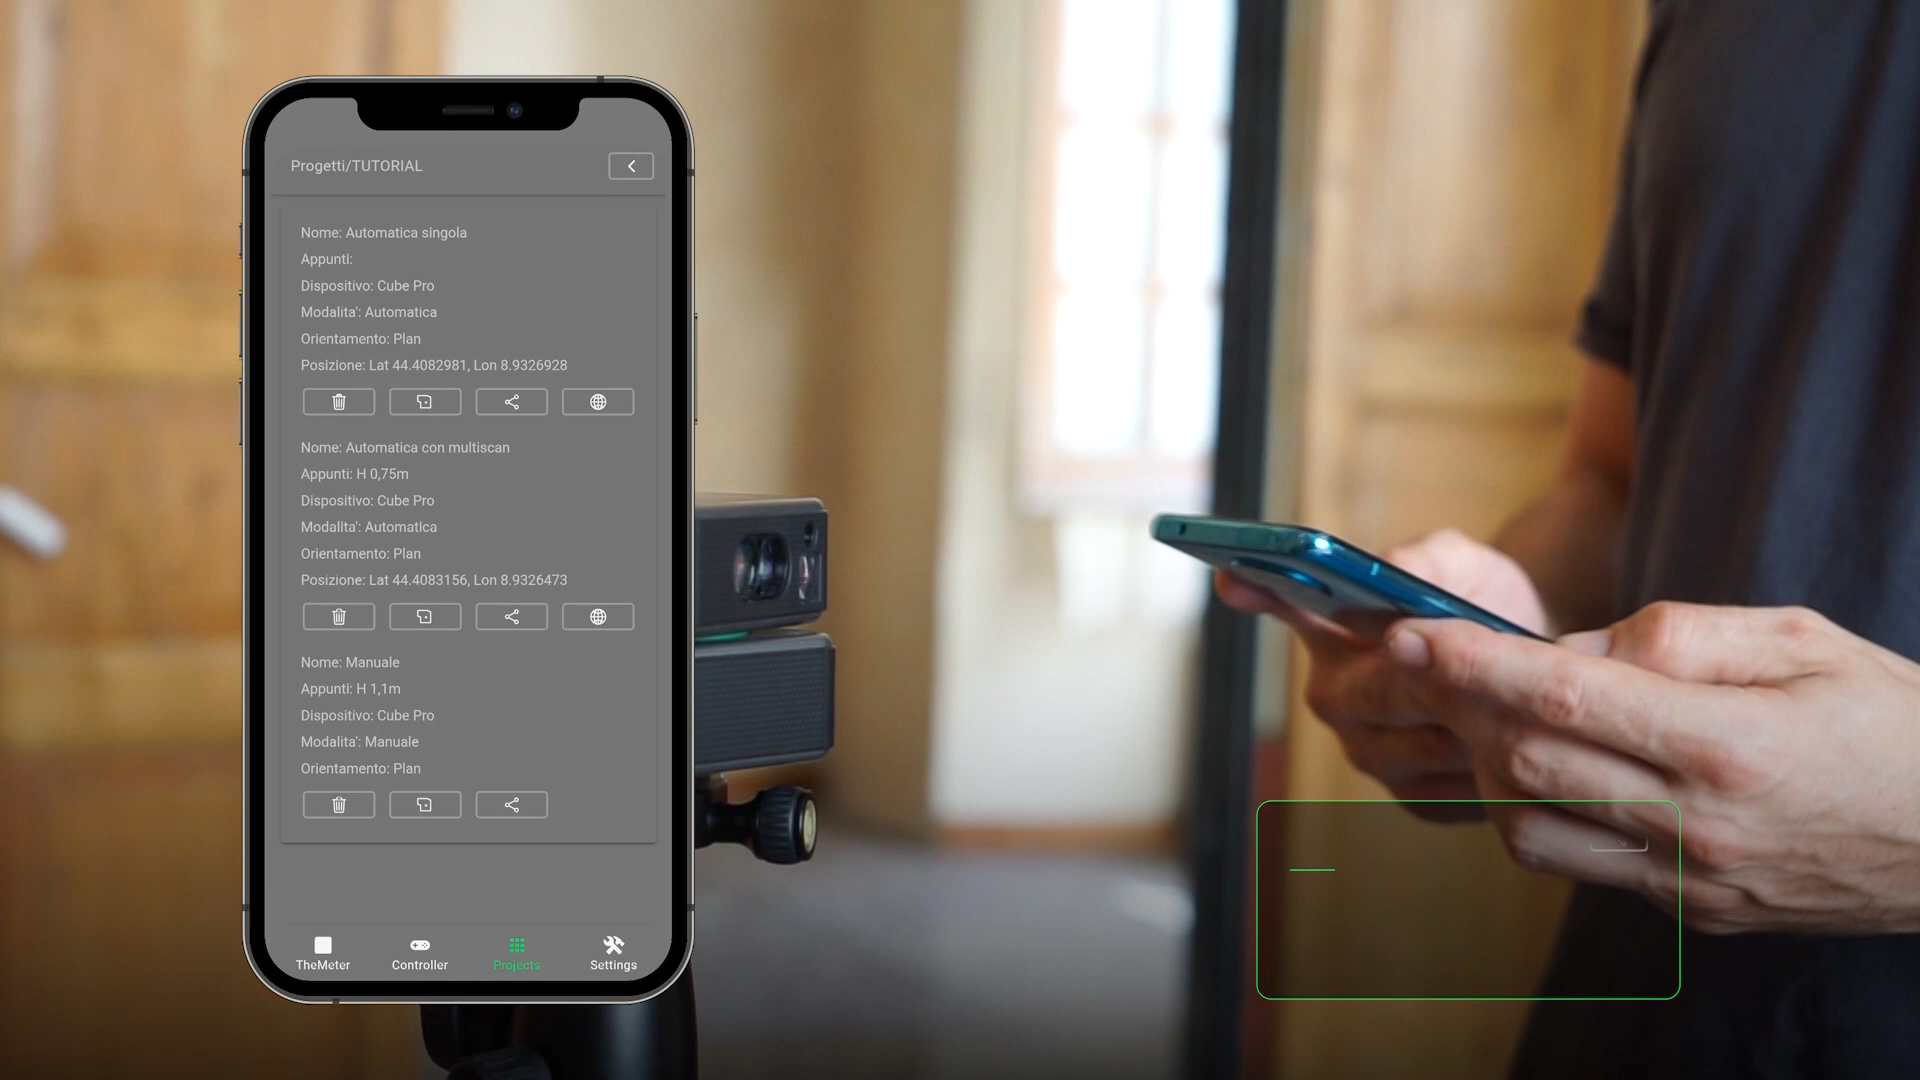 Progetti/TUTORIAL
Nome: Automatica singola
Appunti:
Dispositivo: Cube Pro
Modalita': Automatica
Orientamento: Plan
Posizione: Lat 44.4082981, Lon 8.9326928
Nome: Automatica con multiscan
Appunti: H 0,75m
Dispositivo: Cube Pro
Modalita': Automatica
Orientamento: Plan
Posizione: Lat 44.4083156, Lon 8.9326473
Nome: Manuale
Appunti: H 1,1m
Dispositivo: Cube Pro
Modalita': Manuale
Orientamento: Plan
TheMeter
Controller
Projects
Settings